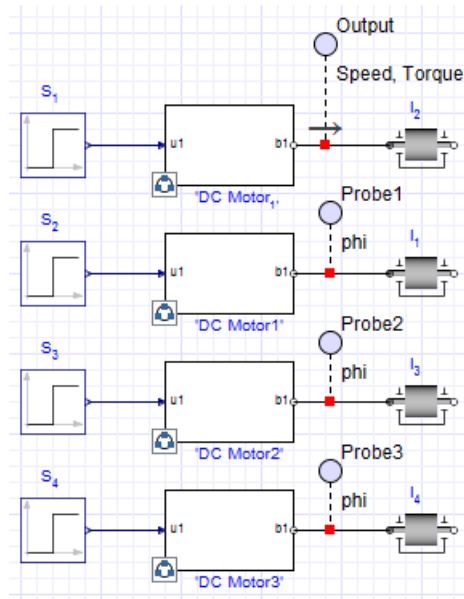 Output
Speed, Torque
S1
I2
u1
b1
"DC Motor1,
Probe1
S2
phi
I1
u1
b1
"DC Motor1"
Probe2
S3
phi
I3
u1
b1
"DC Motor2"
Probe3
S4
phi
I4
u1
b1
"DC Motor3"